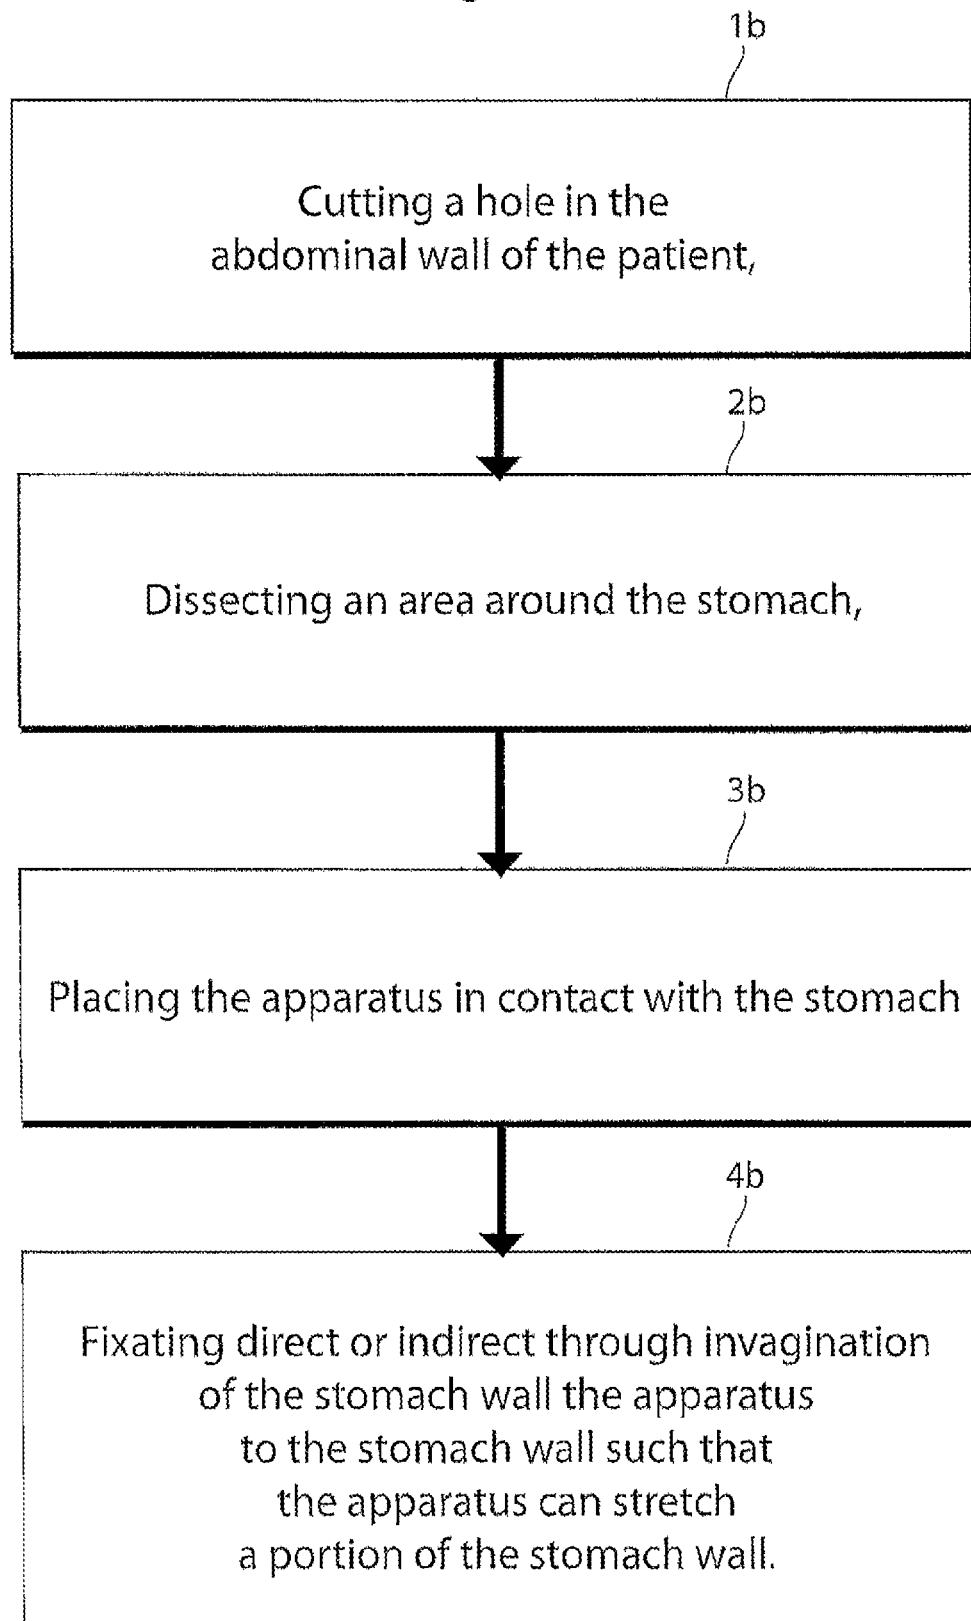 1b
Cutting a hole in the
abdominal wall of the patient,
2b
Dissecting an area around the stomach,
3b
Placing the apparatus in contact with the stomach
4b
Fixating direct or indirect through invagination
of the stomach wall the apparatus
to the stomach wall such that
the apparatus can stretch
a portion of the stomach wall.